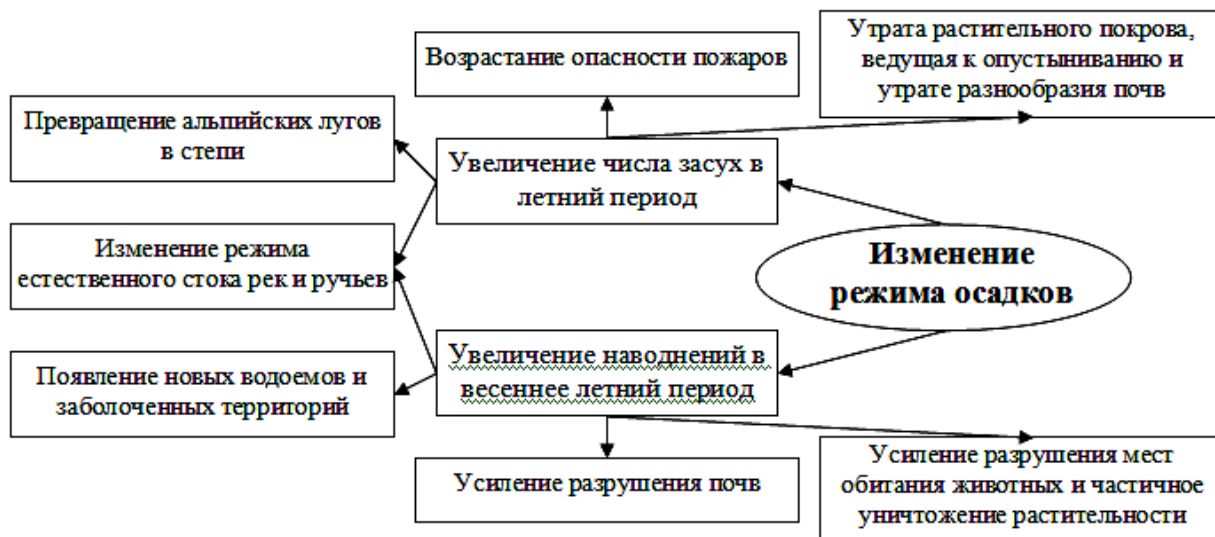 Утрата растительного покрова,
ведущая к опустыниванию и
утрате разнообразия почв
Возрастание опасности пожаров
Превращение альпийских лугов
в степи
Увеличение числа засух в
летний период
Изменение режима
естественного стока рек и ручьев
Изменение
режима осадков
Увеличение наводнений в
весеннее летний период
Появление новых водоемов и
заболоченных территорий
Усиление разрушения почв
Усиление разрушения мест
обитания животных и частичное
уничтожение растительности